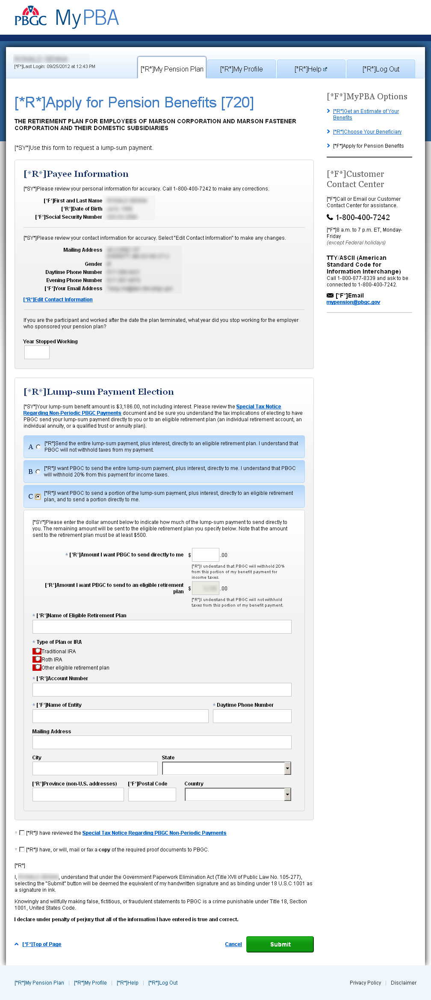 PBGC MyPBA
[*F*]Last Login: 09/25/2012 at 12:43 PM
[*R*]My Pension Plan
[*R*]My Profile
[*R*]Help
[*R*]Log Out
[*R*]Apply for Pension Benefits [720]
THE RETIREMENT PLAN FOR EMPLOYEES OF MARSON CORPORATION AND MARSON FASTENER
CORPORATION AND THEIR DOMESTIC SUBSIDIARIES
[*SY*]Use this form to request a lump-sum payment.
[*R*]Payee Information
[*SY*]Please review your personal information for accuracy. Call 1-800-400-7242 to make any corrections.
[*F*]First and Last Name
[*R*]Date of Birth
[*F*]Social Security Number
[*SY*]Please review your contact information for accuracy. Select "Edit Contact Information" to make any changes.
Mailing Address
Gender
Daytime Phone Number
Evening Phone Number
[*F*]Your Email Address
[*R*]Edit Contact Information
If you are the participant and worked after the date the plan terminated, what year did you stop working for the employer
who sponsored your pension plan?
Year Stopped Working
[*R*]Lump-sum Payment Election
[*SY*]Your lump-sum benefit amount is $3,186.00, not including interest. Please review the Special Tax Notice
Regarding Non-Periodic PBGC Payments document and be sure you understand the tax implications of electing to have
PBGC send your lump-sum payment directly to you or to an eligible retirement plan (an individual retirement account, an
individual annuity, or a qualified trust or annuity plan).
A [*R*]Send the entire lump-sum payment, plus interest, directly to an eligible retirement plan. I understand that
PBGC will not withhold taxes from my payment.
B [*R*]I want PBGC to send the entire lump-sum payment, plus interest, directly to me. I understand that PBGC
will withhold 20% from this payment for income taxes.
C [*R*]I want PBGC to send a portion of the lump-sum payment, plus interest, directly to an eligible retirement
plan, and to send a portion directly to me.
[*SY*]Please enter the dollar amount below to indicate how much of the lump-sum payment to send directly to
you. The remaining amount will be sent to the eligible retirement plan you specify below. Note that the amount
sent to the retirement plan must be at least $500.
* [*R*]Amount I want PBGC to send directly to me $ .00
[*R*]I understand that PBGC will withhold 20%
from this portion of my benefit payment for
income taxes.
[*R*]Amount I want PBGC to send to an eligible retirement
plan $ .00
[*R*]I understand that PBGC will not withhold
taxes from this portion of my benefit payment.
* [*R*]Name of Eligible Retirement Plan
* Type of Plan or IRA
Traditional IRA
Roth IRA
Other eligible retirement plan
* [*R*]Account Number
* [*F*]Name of Entity * Daytime Phone Number
Mailing Address
City State
[*R*]Province (non-U.S. addresses) [*F*]Postal Code Country
* [*R*]I have reviewed the Special Tax Notice Regarding PBGC Non-Periodic Payments
* [*R*]I have, or will, mail or fax a copy of the required proof documents to PBGC.
[*R*]
I, , understand that under the Government Paperwork Elimination Act (Title XVII of Public Law No. 105-277),
selecting the "Submit" button will be deemed the equivalent of my handwritten signature and as binding under 18 U.S.C 1001 as
a signature in ink.
Knowingly and willfully making false, fictitious, or fraudulent statements to PBGC is a crime punishable under Title 18, Section
1001, United States Code.
I declare under penalty of perjury that all of the information I have entered is true and correct.
[*F*]Top of Page Cancel Submit
[*F*]MyPBA Options
[*R*]Get an Estimate of Your
Benefits
[*R*]Choose Your Beneficiary
[*F*]Apply for Pension Benefits
[*F*]Customer
Contact Center
[*F*]Call or Email our Customer
Contact Center for assistance.
1-800-400-7242
[*F*]8 a.m. to 7 p.m. ET, Monday-
Friday
(except Federal holidays)
TTY/ASCII (American
Standard Code for
Information Interchange)
Call 1-800-877-8339 and ask to be
connected to 1-800-400-7242.
[*F*]Email
mypension@pbgc.gov
[*R*]My Pension Plan | [*R*]My Profile | [*R*]Help | [*R*]Log Out
Privacy Policy | Disclaimer